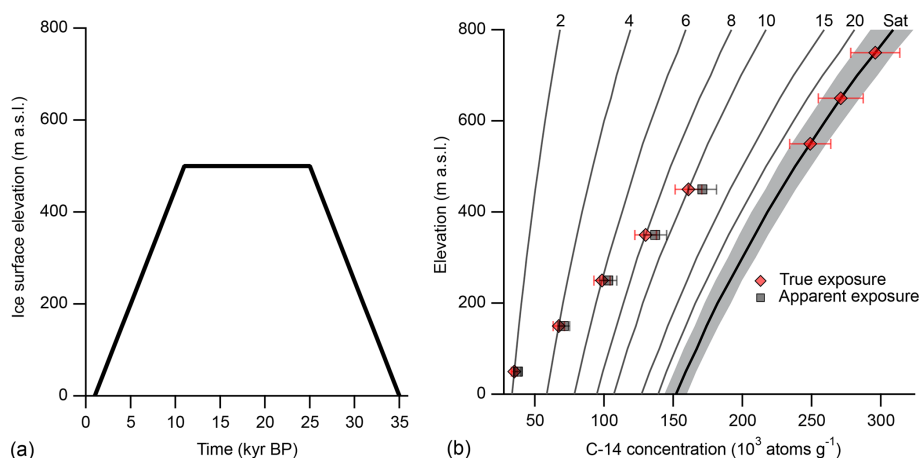 800
600
400
200
0
Ice surface elevation (m a.s.l.)
0 5 10 15 20 25 30 35
Time (kyr BP)
(a)
2 4 6 8 10 15 20 Sat
800
600
400
200
0
Elevation (m a.s.l.)
True exposure
Apparent exposure
50 100 150 200 250 300
C-14 concentration (10³ atoms g⁻¹)
(b)